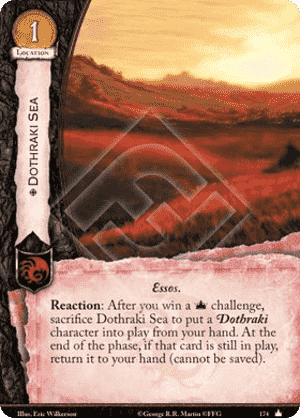 1
LOCATION
DOTHRAKI SEA
Essos.
Reaction: After you win a challenge,
sacrifice Dothraki Sea to put a Dothraki
character into play from your hand. At the
end of the phase, if that card is still in play,
return it to your hand (cannot be saved).
Illus. Eric Wilkerson ©George R.R. Martin ©FFG 174